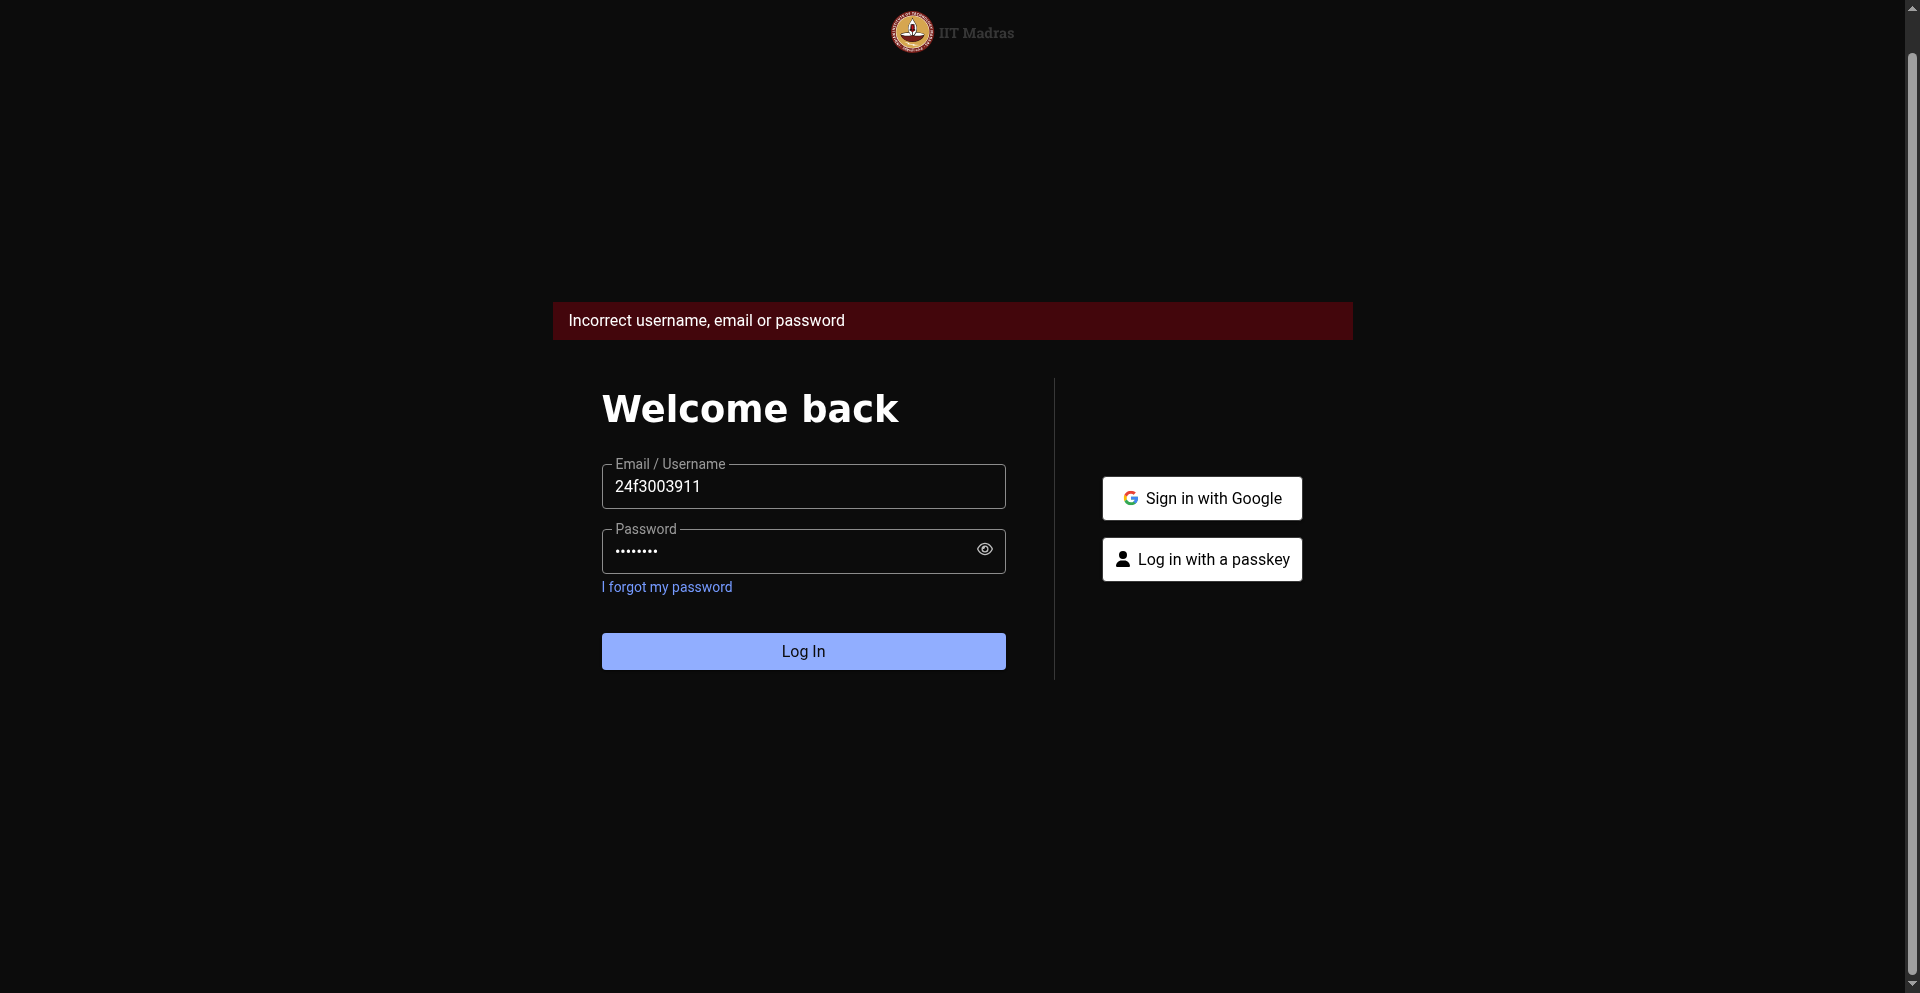 IIT Madras
Incorrect username, email or password
Welcome back
Email / Username
24f3003911
Password
••••••••
I forgot my password
Log In
Sign in with Google
Log in with a passkey